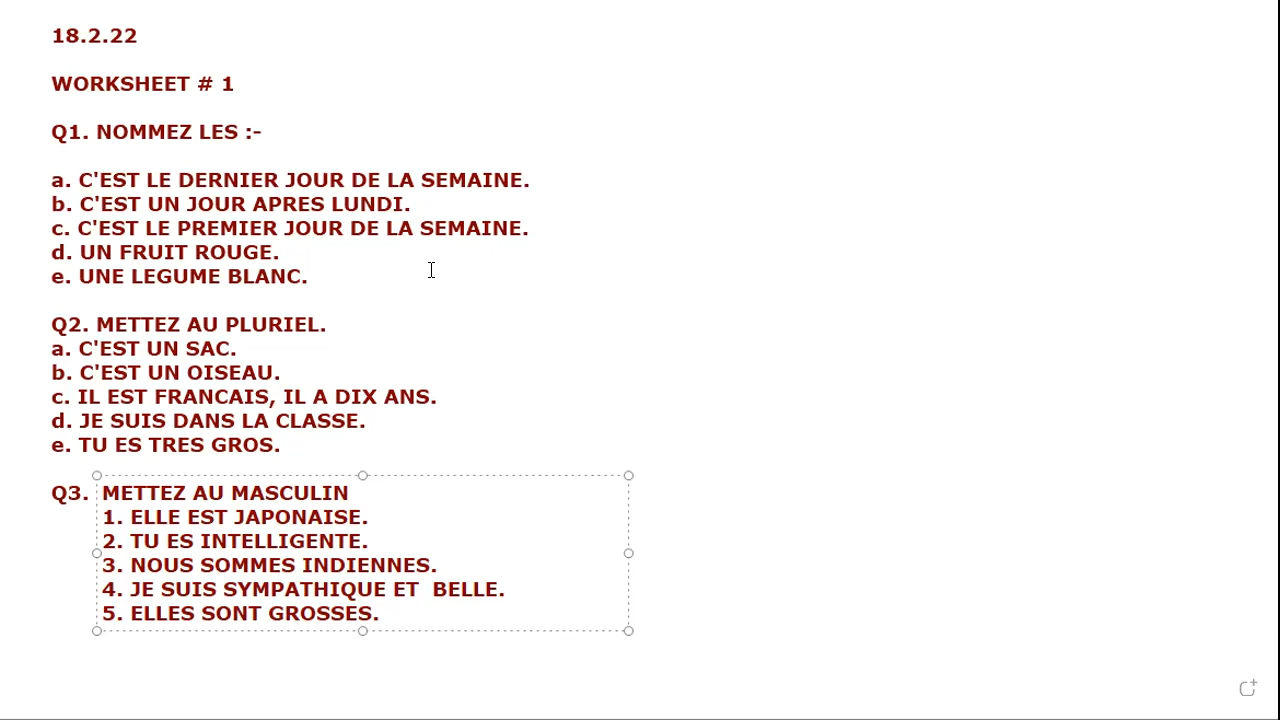 18.2.22
WORKSHEET # 1
Q1. NOMMEZ LES :-
a. C'EST LE DERNIER JOUR DE LA SEMAINE.
b. C'EST UN JOUR APRES LUNDI.
c. C'EST LE PREMIER JOUR DE LA SEMAINE.
d. UN FRUIT ROUGE.
e. UNE LEGUME BLANC.
Q2. METTEZ AU PLURIEL.
a. C'EST UN SAC.
b. C'EST UN OISEAU.
c. IL EST FRANCAIS, IL A DIX ANS.
d. JE SUIS DANS LA CLASSE.
e. TU ES TRES GROS.
Q3. METTEZ AU MASCULIN
1. ELLE EST JAPONAISE.
2. TU ES INTELLIGENTE.
3. NOUS SOMMES INDIENNES.
4. JE SUIS SYMPATHIQUE ET  BELLE.
5. ELLES SONT GROSSES.